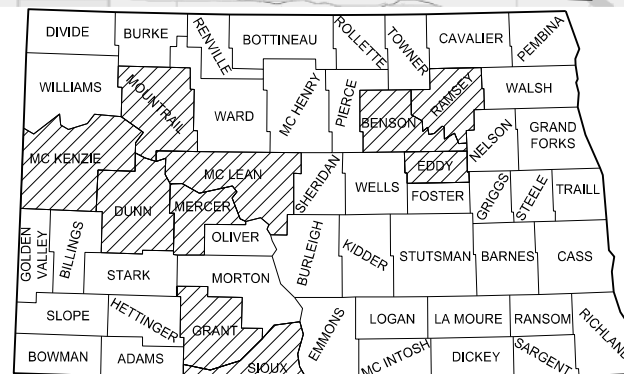 DIVIDE
BURKE
RENVILLE
BOTTINEAU
ROLLETTE
TOWNER
CAVALIER
PEMBINA
WILLIAMS
MOUNTRAIL
WARD
MC HENRY
PIERCE
BENSON
RAMSEY
WALSH
MC KENZIE
NELSON
GRAND
FORKS
DUNN
MC LEAN
MERCER
SHERIDAN
WELLS
EDDY
FOSTER
GRIGGS
STEELE
TRAILL
GOLDEN
VALLEY
BILLINGS
OLIVER
BURLEIGH
KIDDER
STUTSMAN
BARNES
CASS
STARK
MORTON
SLOPE
HETTINGER
GRANT
EMMONS
LOGAN
LA MOURE
RANSOM
RICHLAND
BOWMAN
ADAMS
SIOUX
MC INTOSH
DICKEY
SARGENT